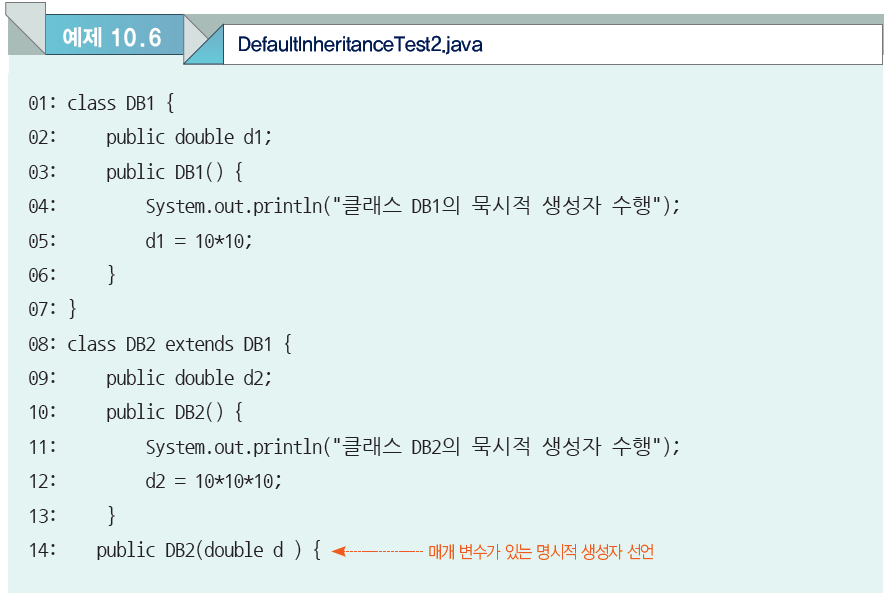 예제 10.6
DefaultInheritanceTest2.java
01: class DB1 {
02:     public double d1;
03:     public DB1() {
04:         System.out.println("클래스 DB1의 묵시적 생성자 수행");
05:         d1 = 10*10;
06:     }
07: }
08: class DB2 extends DB1 {
09:     public double d2;
10:     public DB2() {
11:         System.out.println("클래스 DB2의 묵시적 생성자 수행");
12:         d2 = 10*10*10;
13:     }
14:    public DB2(double d ) { 매개 변수가 있는 명시적 생성자 선언